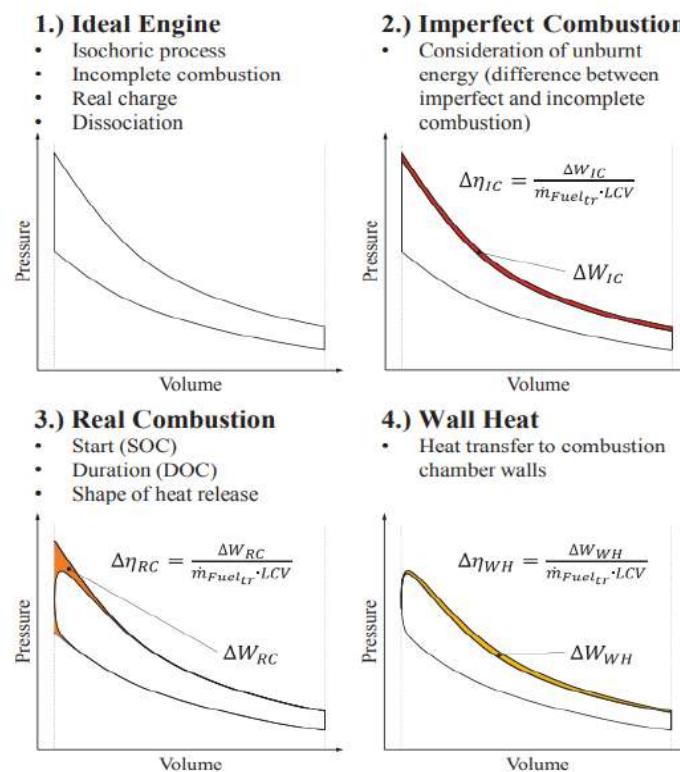 1.) Ideal Engine
• Isochoric process
• Incomplete combustion
• Real charge
• Dissociation
Pressure
Volume
2.) Imperfect Combustion
• Consideration of unburnt
energy (difference between
imperfect and incomplete
combustion)
Δη_IC = ΔW_IC / ṁ_Fuel_tr·LCV
ΔW_IC
Pressure
Volume
3.) Real Combustion
• Start (SOC)
• Duration (DOC)
• Shape of heat release
Δη_RC = ΔW_RC / ṁ_Fuel_tr·LCV
ΔW_RC
Pressure
Volume
4.) Wall Heat
• Heat transfer to combustion
chamber walls
Δη_WH = ΔW_WH / ṁ_Fuel_tr·LCV
ΔW_WH
Pressure
Volume